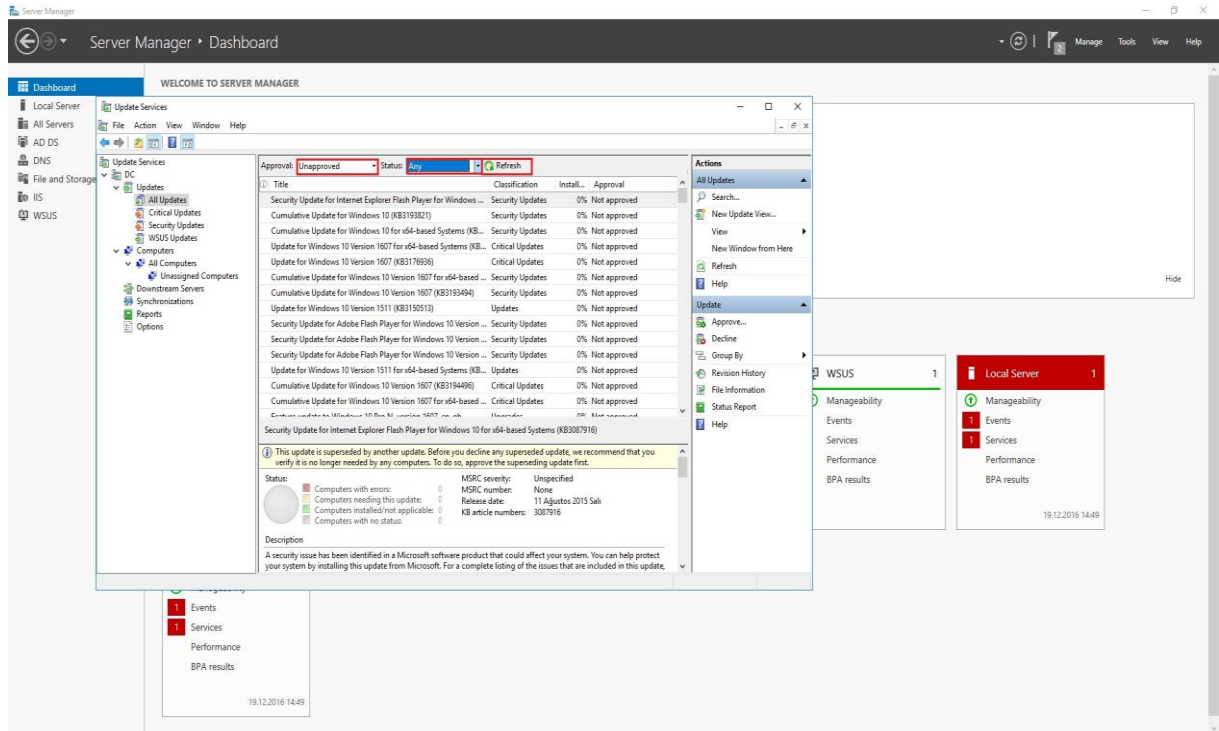 Server Manager
Server Manager • Dashboard
2 Manage Tools View Help
Dashboard
Local Server
All Servers
AD DS
DNS
File and Storage
IIS
WSUS
WELCOME TO SERVER MANAGER
Hide
Update Services
File Action View Window Help
Update Services
DC
Updates
All Updates
Critical Updates
Security Updates
WSUS Updates
Computers
All Computers
Unassigned Computers
Downstream Servers
Synchronizations
Reports
Options
Approval: Unapproved Status: Any Refresh
Title Classification Install... Approval
Security Update for Internet Explorer Flash Player for Windows ... Security Updates 0% Not approved
Cumulative Update for Windows 10 (KB3193821) Security Updates 0% Not approved
Cumulative Update for Windows 10 for x64-based Systems (KB... Security Updates 0% Not approved
Update for Windows 10 Version 1607 for x64-based Systems (KB... Critical Updates 0% Not approved
Update for Windows 10 Version 1607 (KB3176936) Critical Updates 0% Not approved
Cumulative Update for Windows 10 Version 1607 for x64-based ... Security Updates 0% Not approved
Cumulative Update for Windows 10 Version 1607 (KB3193494) Security Updates 0% Not approved
Update for Windows 10 Version 1511 (KB3150513) Updates 0% Not approved
Security Update for Adobe Flash Player for Windows 10 Version ... Security Updates 0% Not approved
Security Update for Adobe Flash Player for Windows 10 Version ... Security Updates 0% Not approved
Security Update for Adobe Flash Player for Windows 10 Version ... Security Updates 0% Not approved
Update for Windows 10 Version 1511 for x64-based Systems (KB... Updates 0% Not approved
Cumulative Update for Windows 10 Version 1607 (KB3194496) Critical Updates 0% Not approved
Cumulative Update for Windows 10 Version 1607 for x64-based ... Critical Updates 0% Not approved
Feature update to Windows 10 Pro N, version 1607, en-gb Upgrades 0% Not approved
Security Update for Internet Explorer Flash Player for Windows 10 for x64-based Systems (KB3087916)
This update is superseded by another update. Before you decline any superseded update, we recommend that you
verify it is no longer needed by any computers. To do so, approve the superseding update first.
Status:
Computers with errors: 0
Computers needing this update: 0
Computers installed/not applicable: 0
Computers with no status: 0
MSRC severity: Unspecified
MSRC number: None
Release date: 11 Ağustos 2015 Salı
KB article numbers: 3087916
Description
A security issue has been identified in a Microsoft software product that could affect your system. You can help protect
your system by installing this update from Microsoft. For a complete listing of the issues that are included in this update,
Actions
All Updates
Search...
New Update View...
View
New Window from Here
Refresh
Help
Update
Approve...
Decline
Group By
Revision History
File Information
Status Report
Help
WSUS 1
Manageability
Events
Services
Performance
BPA results
Local Server 1
Manageability
1 Events
1 Services
Performance
BPA results
19.12.2016 14:49
Manageability
1 Events
1 Services
Performance
BPA results
19.12.2016 14:49